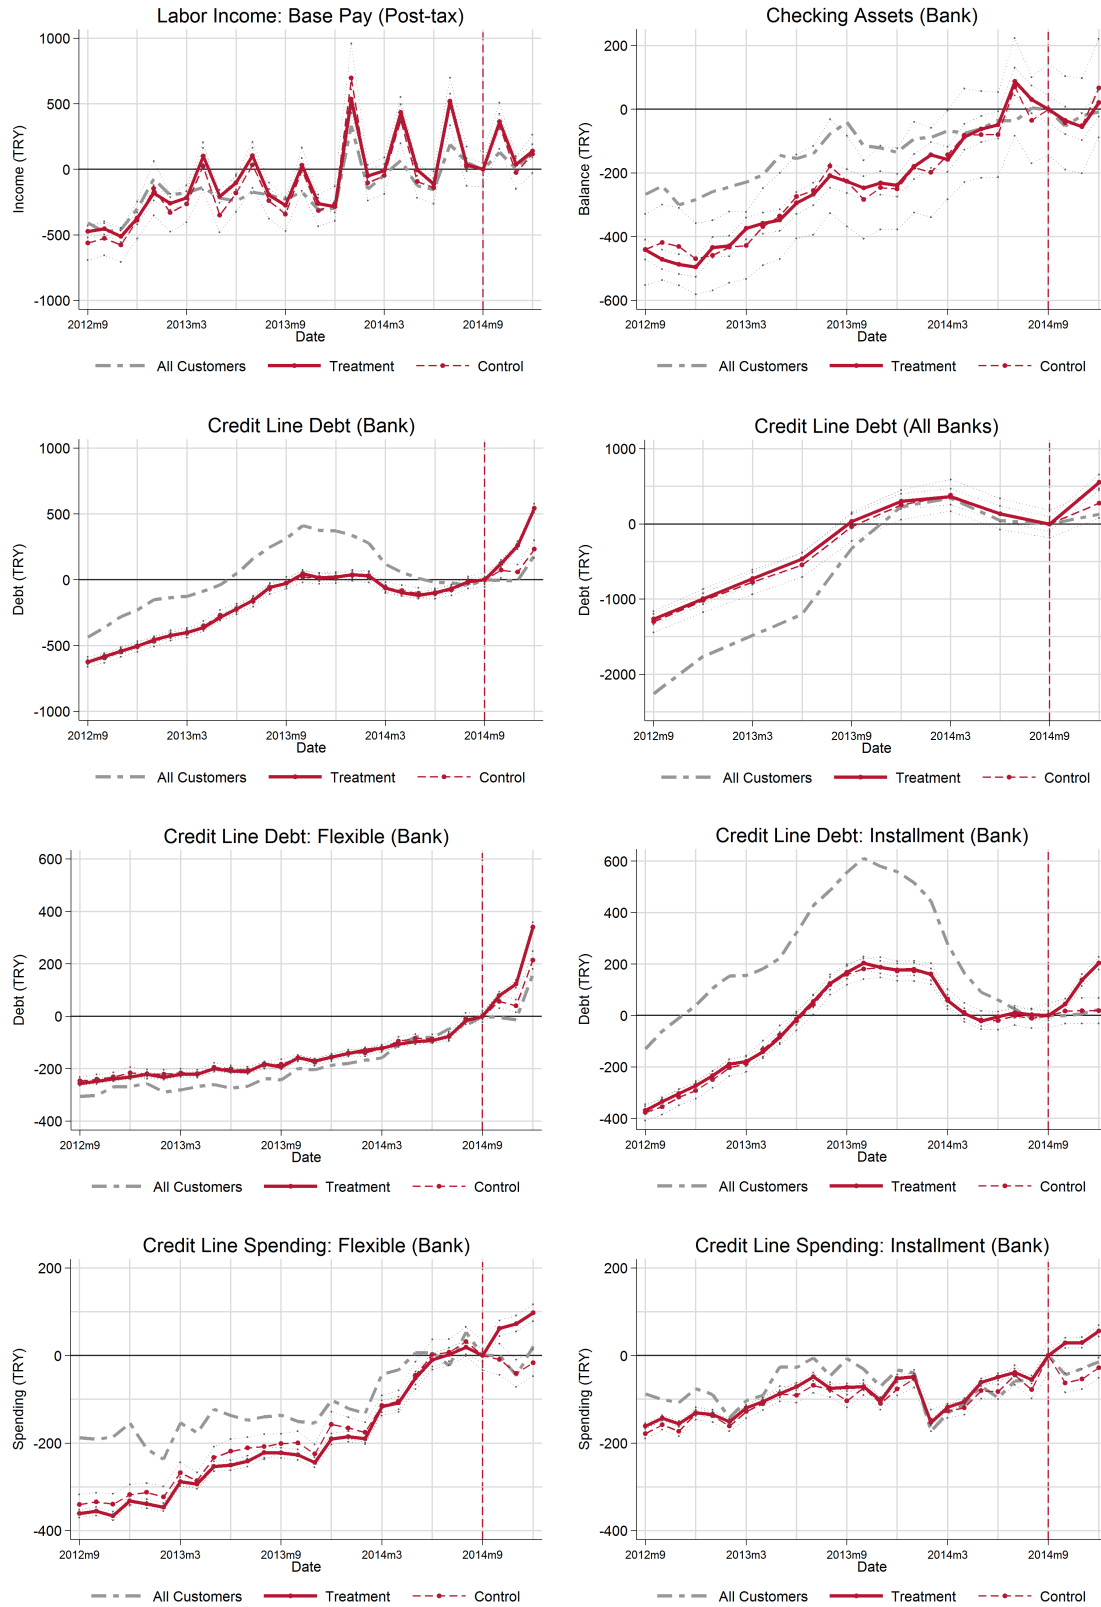 Labor Income: Base Pay (Post-tax)
Income (TRY)
1000
500
0
-500
-1000
2012m9 2013m3 2013m9 2014m3 2014m9
Date
All Customers Treatment Control
Checking Assets (Bank)
Balance (TRY)
200
0
-200
-400
-600
2012m9 2013m3 2013m9 2014m3 2014m9
Date
All Customers Treatment Control
Credit Line Debt (Bank)
Debt (TRY)
1000
500
0
-500
-1000
2012m9 2013m3 2013m9 2014m3 2014m9
Date
All Customers Treatment Control
Credit Line Debt (All Banks)
Debt (TRY)
1000
0
-1000
-2000
2012m9 2013m3 2013m9 2014m3 2014m9
Date
All Customers Treatment Control
Credit Line Debt: Flexible (Bank)
Debt (TRY)
600
400
200
0
-200
-400
2012m9 2013m3 2013m9 2014m3 2014m9
Date
All Customers Treatment Control
Credit Line Debt: Installment (Bank)
Debt (TRY)
600
400
200
0
-200
-400
2012m9 2013m3 2013m9 2014m3 2014m9
Date
All Customers Treatment Control
Credit Line Spending: Flexible (Bank)
Spending (TRY)
200
0
-200
-400
2012m9 2013m3 2013m9 2014m3 2014m9
Date
All Customers Treatment Control
Credit Line Spending: Installment (Bank)
Spending (TRY)
200
0
-200
-400
2012m9 2013m3 2013m9 2014m3 2014m9
Date
All Customers Treatment Control